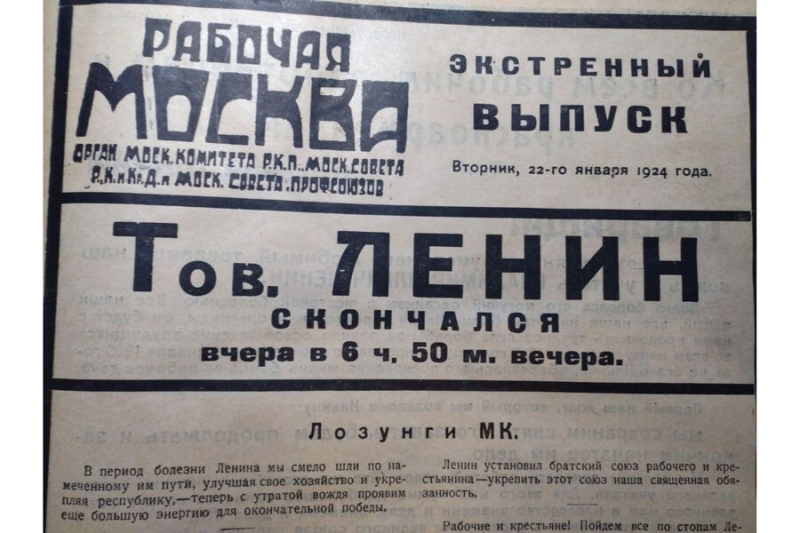 РАБОЧАЯ
МОСКВА
ОРГАН МОСК. КОМИТЕТА Р.К.П., МОСК. СОВЕТА
Р., К. и Кр. Д. и МОСК. СОВЕТА ПРОФСОЮЗОВ
ЭКСТРЕННЫЙ
ВЫПУСК
Вторник, 22-го января 1924 года.
Тов. ЛЕНИН
СКОНЧАЛСЯ
вчера в 6 ч. 50 м. вечера.
Лозунги МК.
В период болезни Ленина мы смело шли по на-
меченному им пути, улучшая свое хозяйство и укре-
пляя республику,—теперь с утратой вождя проявим
еще большую энергию для окончательной победы.
Ленин установил братский союз рабочего и кре-
стьянина—укрепить этот союз наша священная обя-
занность.
Рабочие и крестьяне! Пойдем все по стопам Ле-